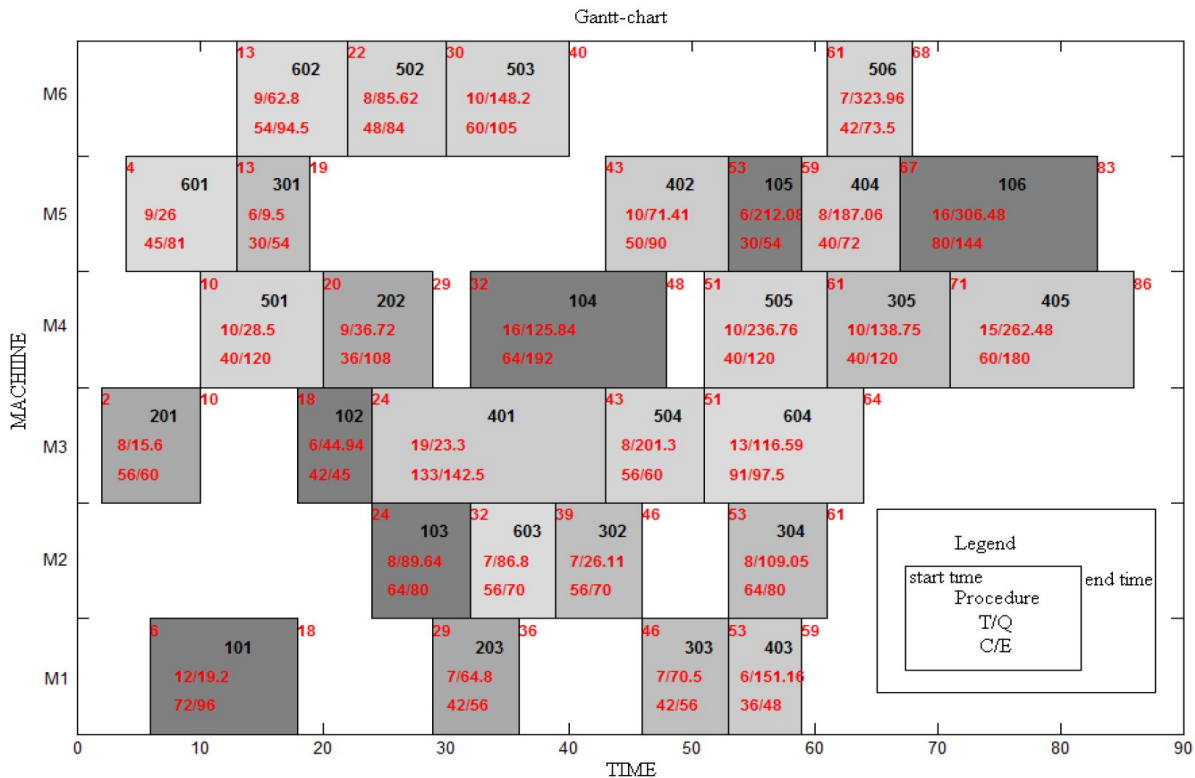 Gantt-chart
13 22 30 40 61 68
602 502 503 506
M6
9/62.8 8/85.62 10/148.2 7/323.96
54/94.5 48/84 60/105 42/73.5
4 13 19 43 53 59 67 83
601 301 402 105 404 106
M5
9/26 6/9.5 10/71.41 6/212.08 8/187.06 16/306.48
45/81 30/54 50/90 30/54 40/72 80/144
10 20 29 32 48 51 61 71 86
501 202 104 505 305 405
M4
10/28.5 9/36.72 16/125.84 10/236.76 10/138.75 15/262.48
40/120 36/108 64/192 40/120 40/120 60/180
2 10 18 24 43 51 64
201 102 401 504 604
M3
8/15.6 6/44.94 19/23.3 8/201.3 13/116.59
56/60 42/45 133/142.5 56/60 91/97.5
24 32 39 46 53 61
103 603 302 304
M2
8/89.64 7/86.8 7/26.11 8/109.05
64/80 56/70 56/70 64/80
6 18 29 36 46 53 59
101 203 303 403
M1
12/19.2 7/64.8 7/70.5 6/151.16
72/96 42/56 42/56 36/48
MACHIINE
Legend
start time
end time
Procedure
T/Q
C/E
0 10 20 30 40 50 60 70 80 90
TIME